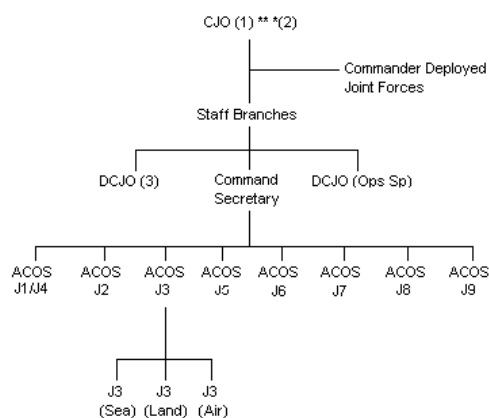 CJO (1) ** *(2)
Commander Deployed
Joint Forces
Staff Branches
DCJO (3)
Command
Secretary
DCJO (Ops Sp)
ACOS
J1/J4
ACOS
J2
ACOS
J3
ACOS
J5
ACOS
J6
ACOS
J7
ACOS
J8
ACOS
J9
J3
(Sea)
J3
(Land)
J3
(Air)